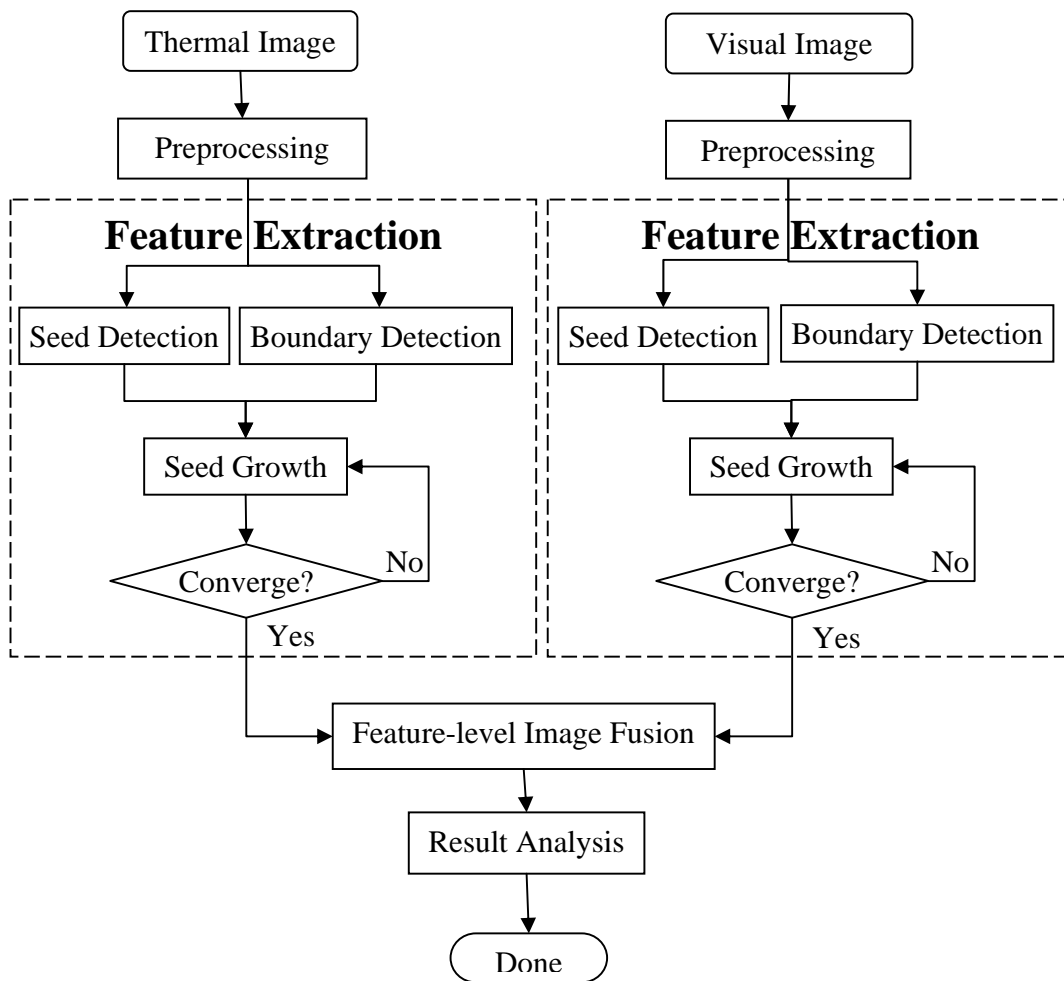 Thermal Image
Visual Image
Preprocessing
Preprocessing
Feature Extraction
Feature Extraction
Seed Detection
Boundary Detection
Seed Detection
Boundary Detection
Seed Growth
Seed Growth
Converge?
No
Converge?
No
Yes
Yes
Feature-level Image Fusion
Result Analysis
Done